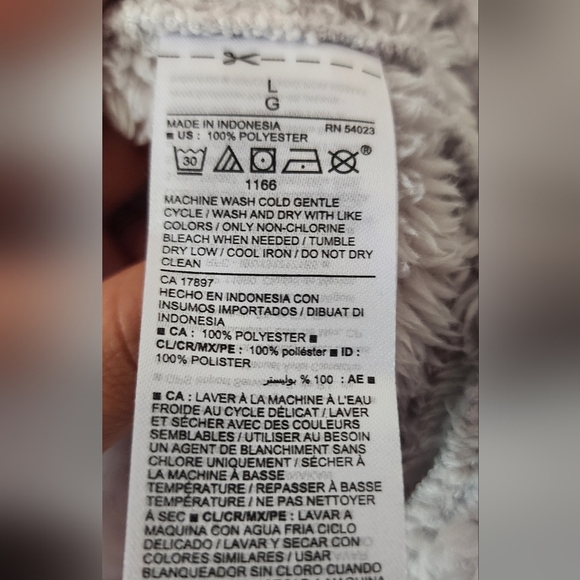 L
G
MADE IN INDONESIA RN 54023
■ US : 100% POLYESTER
30
®
1166
MACHINE WASH COLD GENTLE
CYCLE / WASH AND DRY WITH LIKE
COLORS / ONLY NON-CHLORINE
BLEACH WHEN NEEDED / TUMBLE
DRY LOW / COOL IRON / DO NOT DRY
CLEAN
CA 17897
HECHO EN INDONESIA CON
INSUMOS IMPORTADOS / DIBUAT DI
INDONESIA
■ CA : 100% POLYESTER ■
CL/CR/MX/PE : 100% poliéster ■ ID :
100% POLISTER
■ AE : 100 % بوليستر
■ CA : LAVER À LA MACHINE À L'EAU
FROIDE AU CYCLE DÉLICAT / LAVER
ET SÉCHER AVEC DES COULEURS
SEMBLABLES / UTILISER AU BESOIN
UN AGENT DE BLANCHIMENT SANS
CHLORE UNIQUEMENT / SÉCHER À
LA MACHINE À BASSE
TEMPÉRATURE / REPASSER À BASSE
TEMPÉRATURE / NE PAS NETTOYER
À SEC ■ CL/CR/MX/PE : LAVAR A
MAQUINA CON AGUA FRIA CICLO
DELICADO / LAVAR Y SECAR CON
COLORES SIMILARES / USAR
BLANQUEADOR SIN CLORO CUANDO